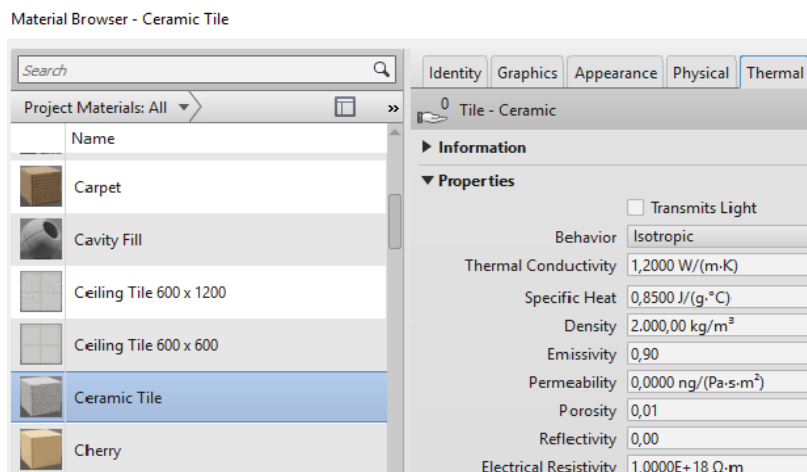 Material Browser - Ceramic Tile
Search
Project Materials: All
»
Name
Carpet
Cavity Fill
Ceiling Tile 600 x 1200
Ceiling Tile 600 x 600
Ceramic Tile
Cherry
Identity Graphics Appearance Physical Thermal
0
Tile - Ceramic
Information
Properties
Transmits Light
Behavior Isotropic
Thermal Conductivity 1,2000 W/(m·K)
Specific Heat 0,8500 J/(g·°C)
Density 2.000,00 kg/m³
Emissivity 0,90
Permeability 0,0000 ng/(Pa·s·m²)
Porosity 0,01
Reflectivity 0,00
Electrical Resistivity 1,0000E+18 Ω·m